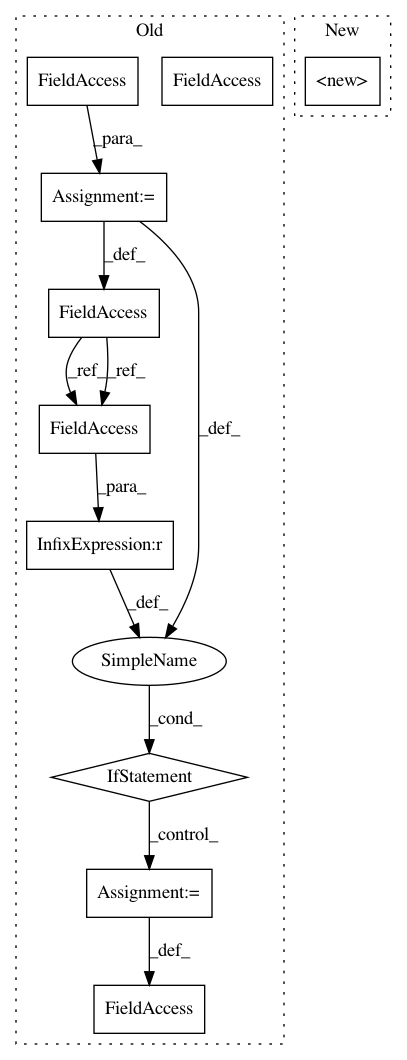 Old
New
FieldAccess
FieldAccess
<new>
_para_
Assignment:=
_def_
FieldAccess
_ref_
_ref_
_def_
FieldAccess
_para_
InfixExpression:r
_def_
SimpleName
_cond_
IfStatement
_control_
Assignment:=
_def_
FieldAccess